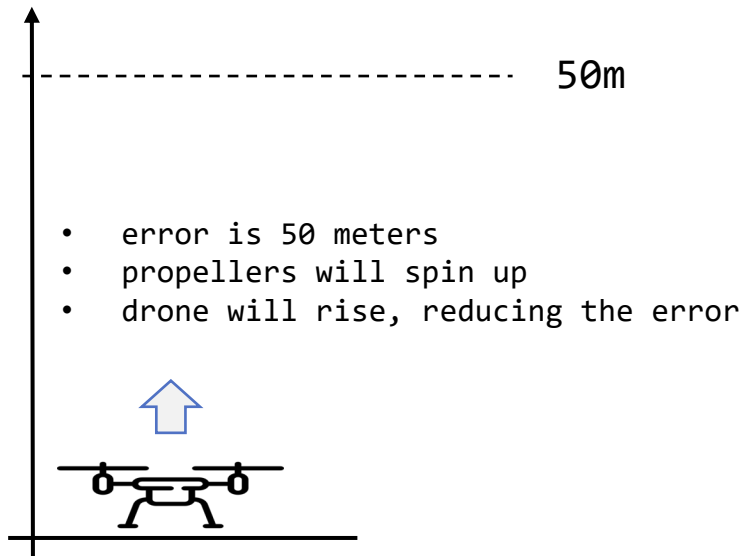 50m
• error is 50 meters
• propellers will spin up
• drone will rise, reducing the error